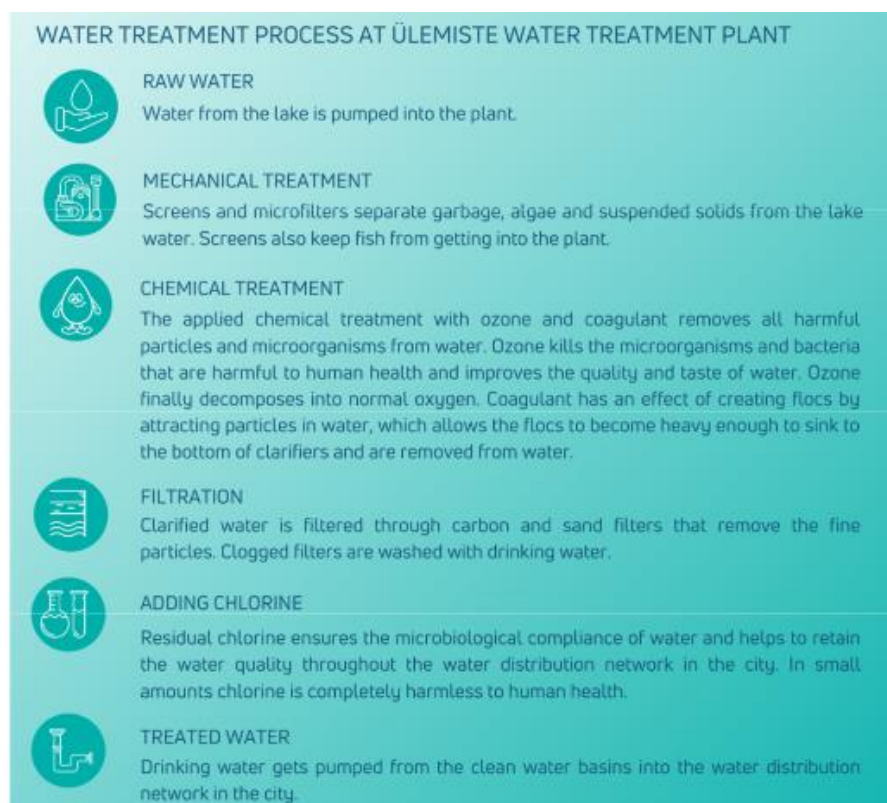 WATER TREATMENT PROCESS AT ÜLEMISTE WATER TREATMENT PLANT
RAW WATER
Water from the lake is pumped into the plant.
MECHANICAL TREATMENT
Screens and microfilters separate garbage, algae and suspended solids from the lake
water. Screens also keep fish from getting into the plant.
CHEMICAL TREATMENT
The applied chemical treatment with ozone and coagulant removes all harmful
particles and microorganisms from water. Ozone kills the microorganisms and bacteria
that are harmful to human health and improves the quality and taste of water. Ozone
finally decomposes into normal oxygen. Coagulant has an effect of creating flocs by
attracting particles in water, which allows the flocs to become heavy enough to sink to
the bottom of clarifiers and are removed from water.
FILTRATION
Clarified water is filtered through carbon and sand filters that remove the fine
particles. Clogged filters are washed with drinking water.
ADDING CHLORINE
Residual chlorine ensures the microbiological compliance of water and helps to retain
the water quality throughout the water distribution network in the city. In small
amounts chlorine is completely harmless to human health.
TREATED WATER
Drinking water gets pumped from the clean water basins into the water distribution
network in the city.